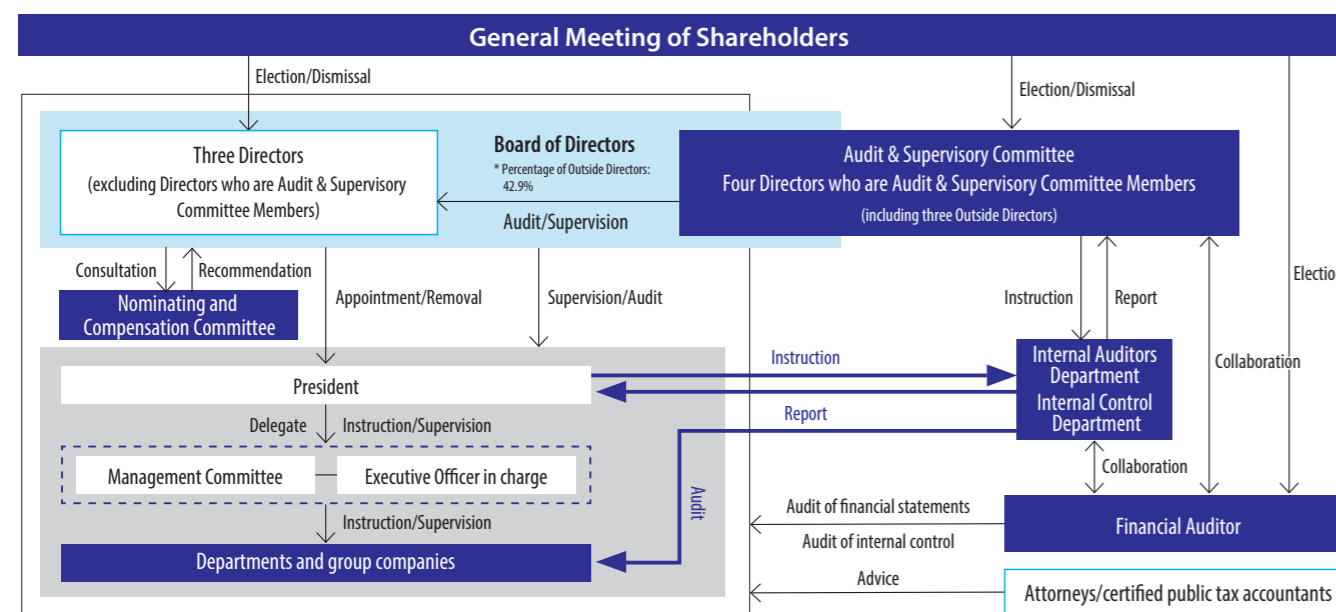 General Meeting of Shareholders
Election/Dismissal
Election/Dismissal
Three Directors
(excluding Directors who are Audit & Supervisory
Committee Members)
Board of Directors
* Percentage of Outside Directors:
42.9%
Audit/Supervision
Audit & Supervisory Committee
Four Directors who are Audit & Supervisory Committee Members
(including three Outside Directors)
Consultation
Recommendation
Nominating and
Compensation Committee
Appointment/Removal
Supervision/Audit
Instruction
Report
Electio
President
Instruction
Report
Internal Auditors
Department
Internal Control
Department
Collaboration
Delegate
Instruction/Supervision
Management Committee
Executive Officer in charge
Audit
Collaboration
Instruction/Supervision
Departments and group companies
Audit of financial statements
Audit of internal control
Financial Auditor
Advice
Attorneys/certified public tax accountants